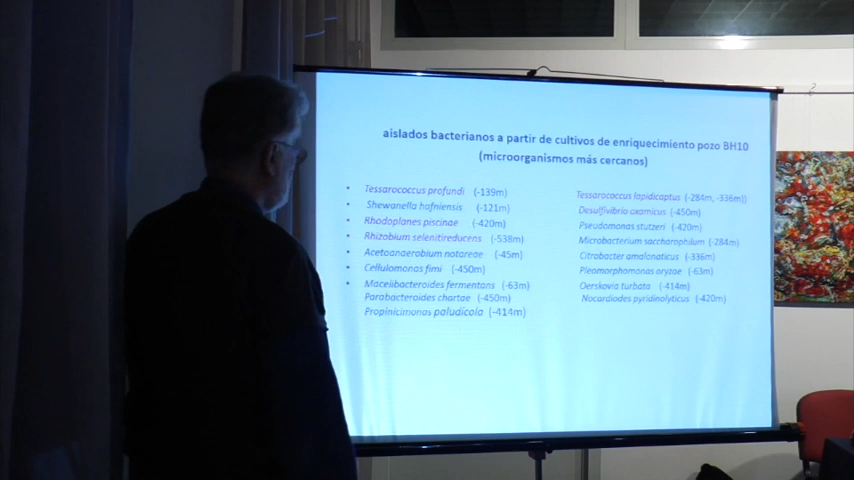 aislados bacterianos a partir de cultivos de enriquecimiento pozo BH10
(microorganismos más cercanos)
• Tessarococcus profundi (-139m)
• Shewanella hafniensis (-121m)
• Rhodoplanes piscinae (-420m)
• Rhizobium selenitireducens (-538m)
• Acetoanaerobium notareae (-45m)
• Cellulomonas fimi (-450m)
• Macellibacteroides fermentans (-63m)
Parabacteroides chartae (-450m)
Propinicimonas paludicola (-414m)
Tessarococcus lapidicaptus (-284m, -336m))
Desulfivibrio oxamicus (-450m)
Pseudomonas stutzeri (-420m)
Microbacterium saccharophilum (-284m)
Citrobacter amalonaticus (-336m)
Pleomorphomonas oryzae (-63m)
Oerskovia turbata (-414m)
Nocardiodes pyridinolyticus (-420m)